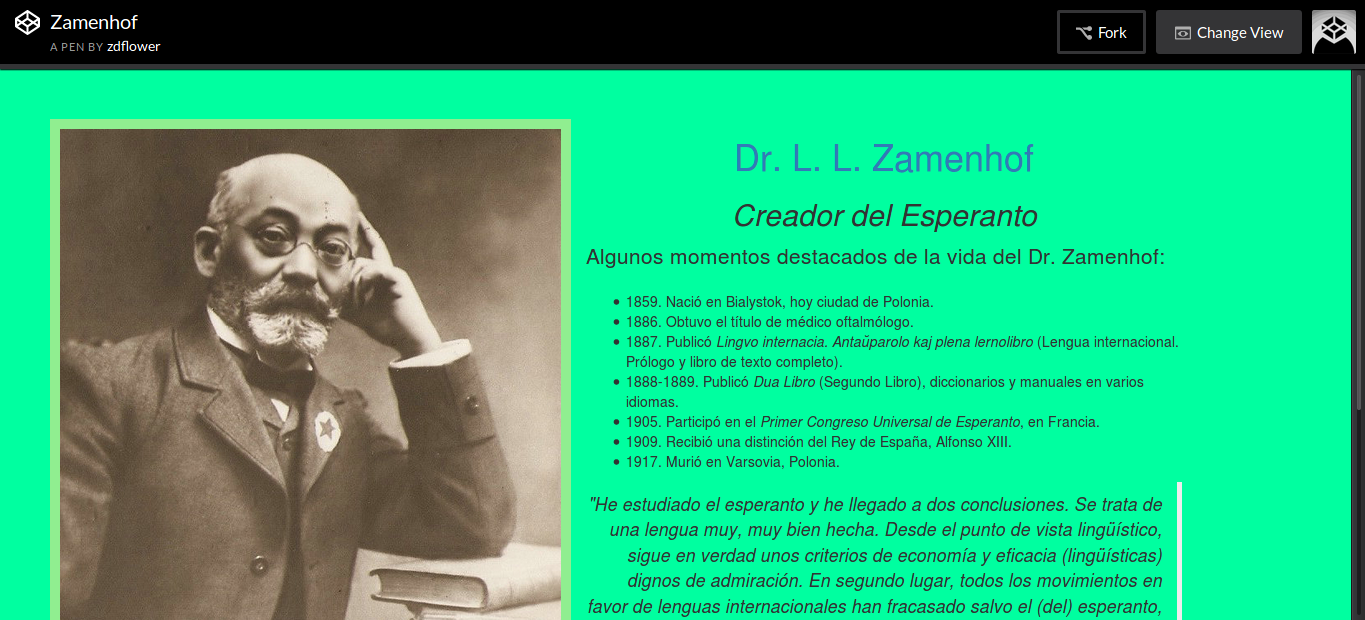 Zamenhof
A PEN BY zdflower
Fork
Change View
Dr. L. L. Zamenhof
Creador del Esperanto
Algunos momentos destacados de la vida del Dr. Zamenhof:
1859. Nació en Bialystok, hoy ciudad de Polonia.
1886. Obtuvo el título de médico oftalmólogo.
1887. Publicó Lingvo internacia. Antaŭparolo kaj plena lernolibro (Lengua internacional.
Prólogo y libro de texto completo).
1888-1889. Publicó Dua Libro (Segundo Libro), diccionarios y manuales en varios
idiomas.
1905. Participó en el Primer Congreso Universal de Esperanto, en Francia.
1909. Recibió una distinción del Rey de España, Alfonso XIII.
1917. Murió en Varsovia, Polonia.
"He estudiado el esperanto y he llegado a dos conclusiones. Se trata de
una lengua muy, muy bien hecha. Desde el punto de vista lingüístico,
sigue en verdad unos criterios de economía y eficacia (lingüísticas)
dignos de admiración. En segundo lugar, todos los movimientos en
favor de lenguas internacionales han fracasado salvo el (del) esperanto,